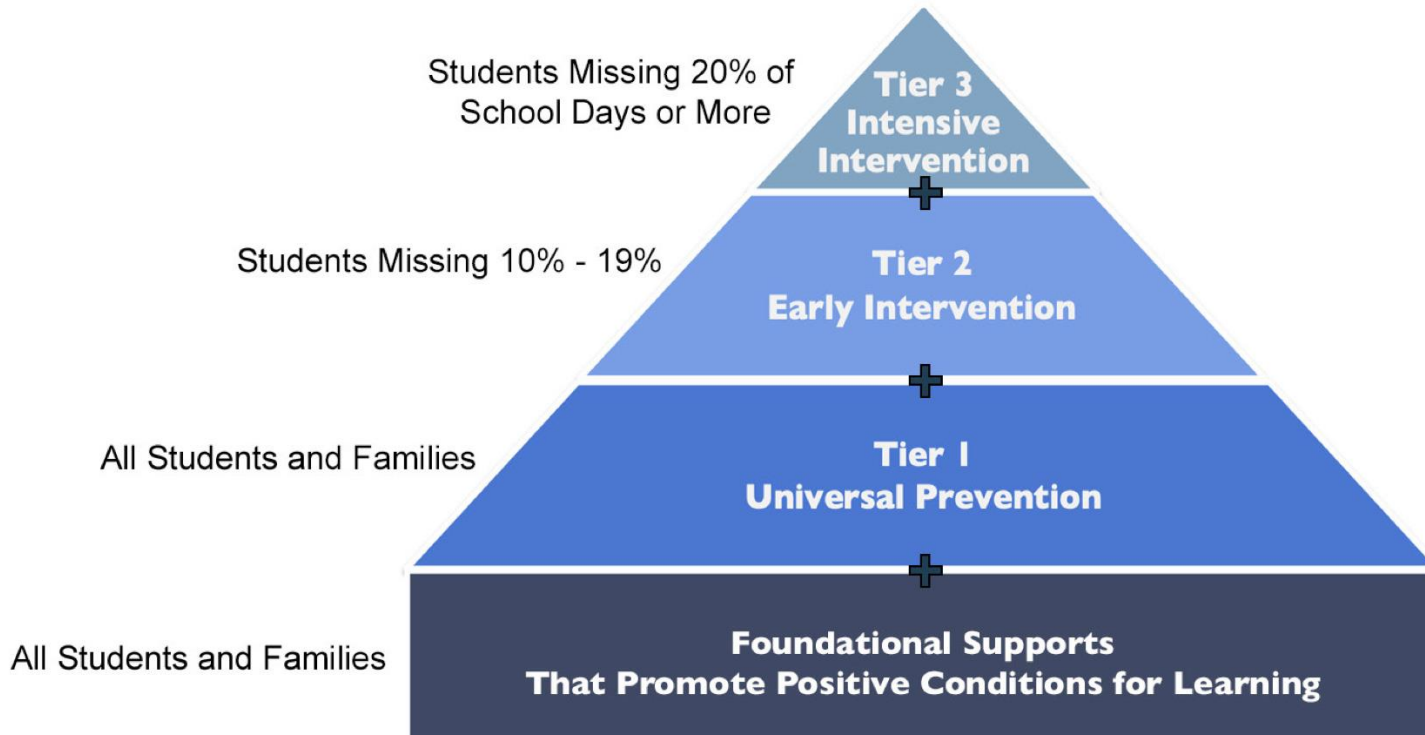 Students Missing 20% of
School Days or More
Tier 3
Intensive
Intervention
Students Missing 10% - 19%
Tier 2
Early Intervention
All Students and Families
Tier 1
Universal Prevention
All Students and Families
Foundational Supports
That Promote Positive Conditions for Learning